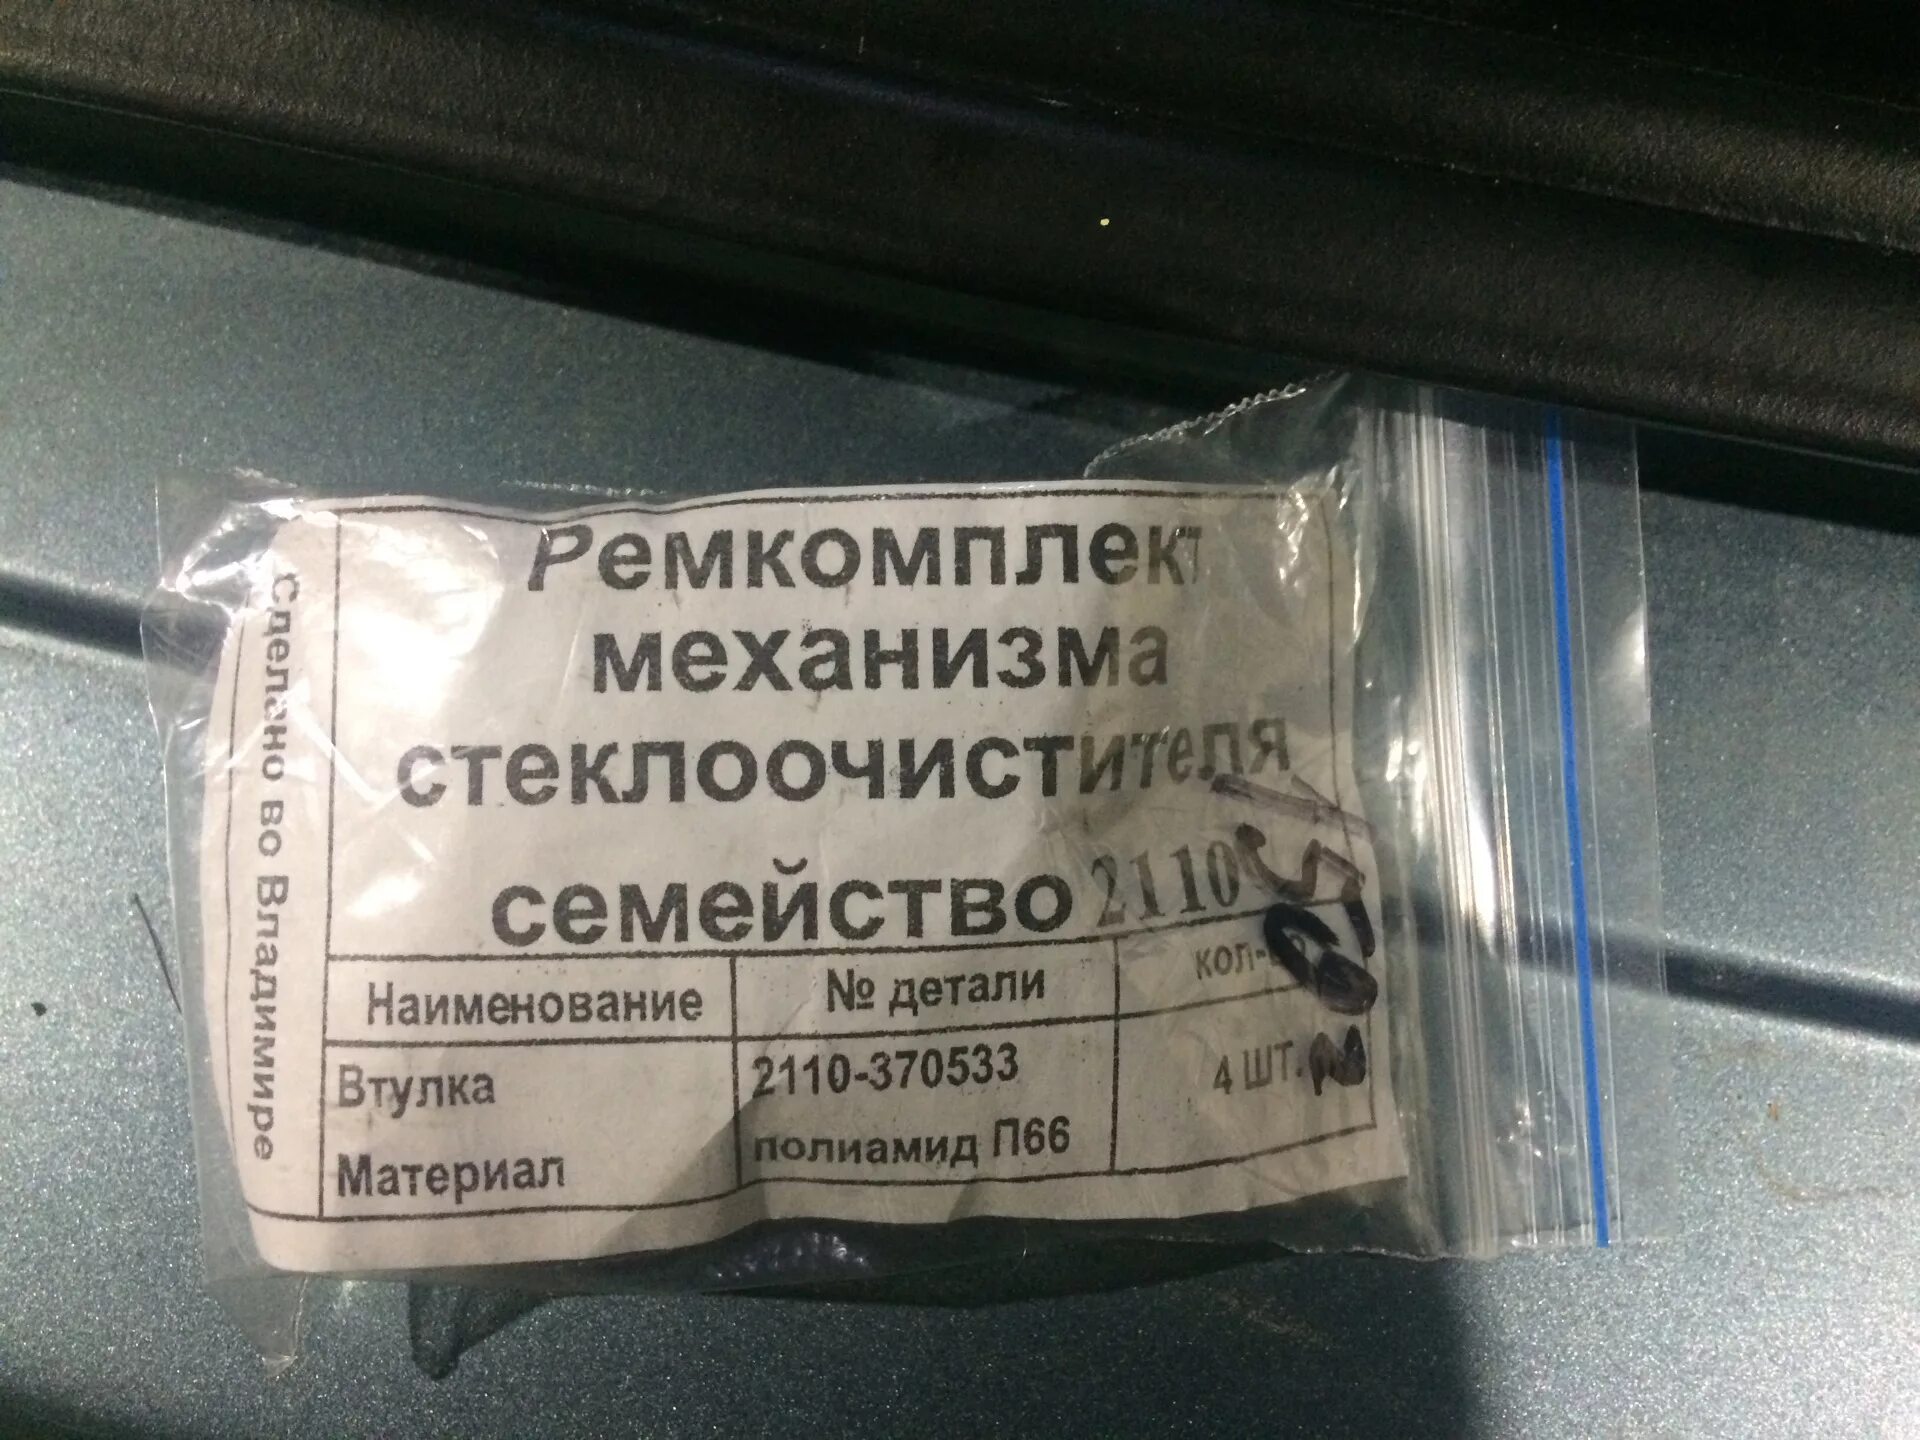 Ремкомплект
механизма
стеклоочистителя
семейство 2110
Наименование № детали кол-
Втулка 2110-370533 4 шт.
Материал полиамид П66
Сделано во Владимире